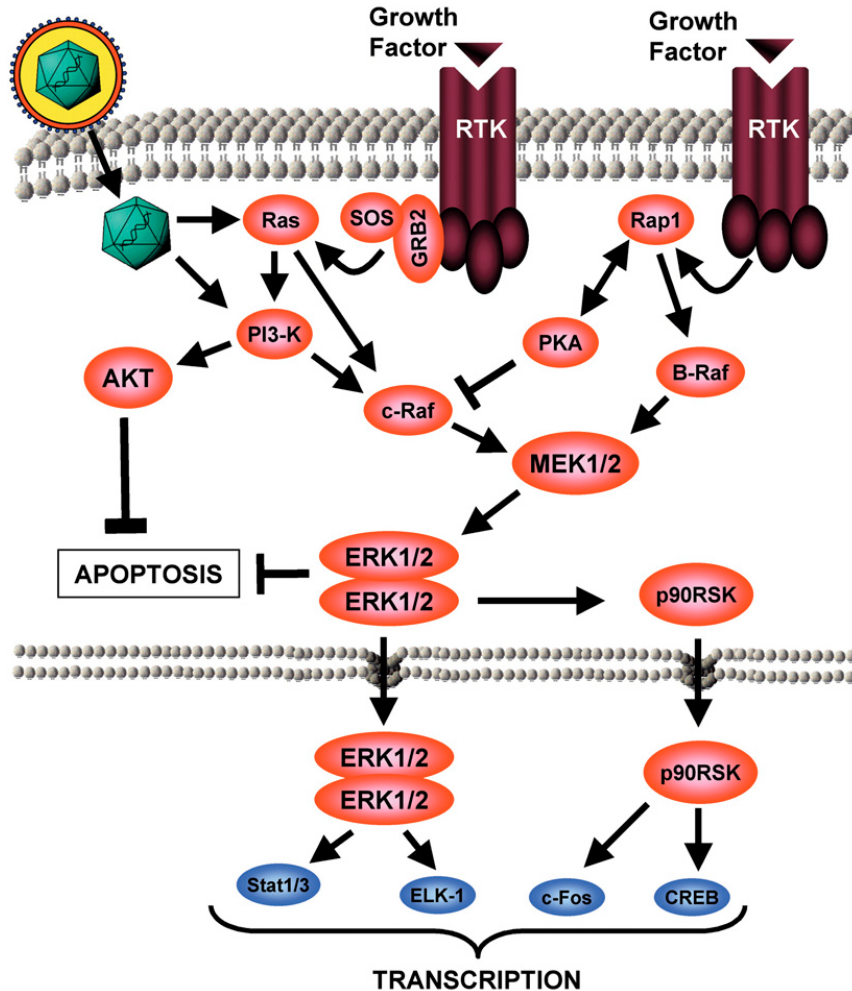 Growth
Factor
Growth
Factor
RTK
RTK
Ras
SOS
GRB2
Rap1
PI3-K
PKA
AKT
B-Raf
c-Raf
MEK1/2
ERK1/2
APOPTOSIS
ERK1/2
p90RSK
ERK1/2
ERK1/2
p90RSK
Stat1/3
ELK-1
c-Fos
CREB
TRANSCRIPTION